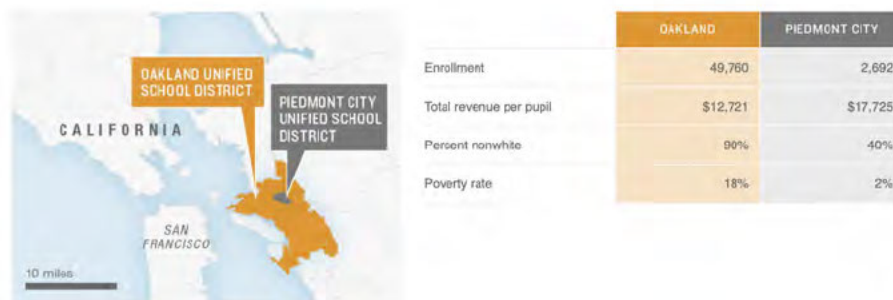 OAKLAND UNIFIED
SCHOOL DISTRICT
PIEDMONT CITY
UNIFIED SCHOOL
DISTRICT
CALIFORNIA
SAN
FRANCISCO
10 miles
OAKLAND PIEDMONT CITY
Enrollment 49,760 2,692
Total revenue per pupil $12,721 $17,725
Percent nonwhite 90% 40%
Poverty rate 18% 2%